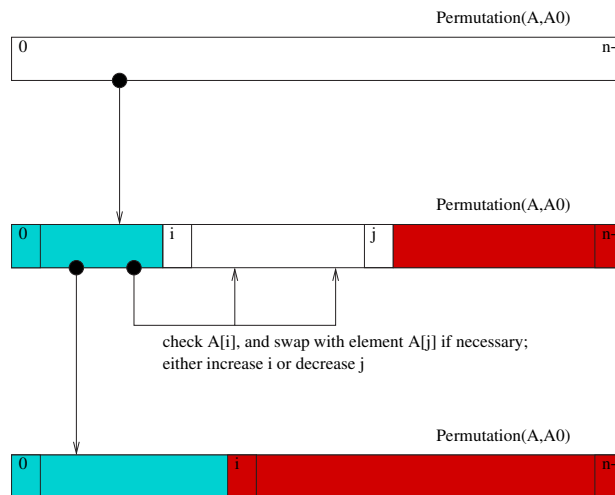 Permutation(A,A0)
0 n-
Permutation(A,A0)
0 i j n-
check A[i], and swap with element A[j] if necessary;
either increase i or decrease j
Permutation(A,A0)
0 i n-